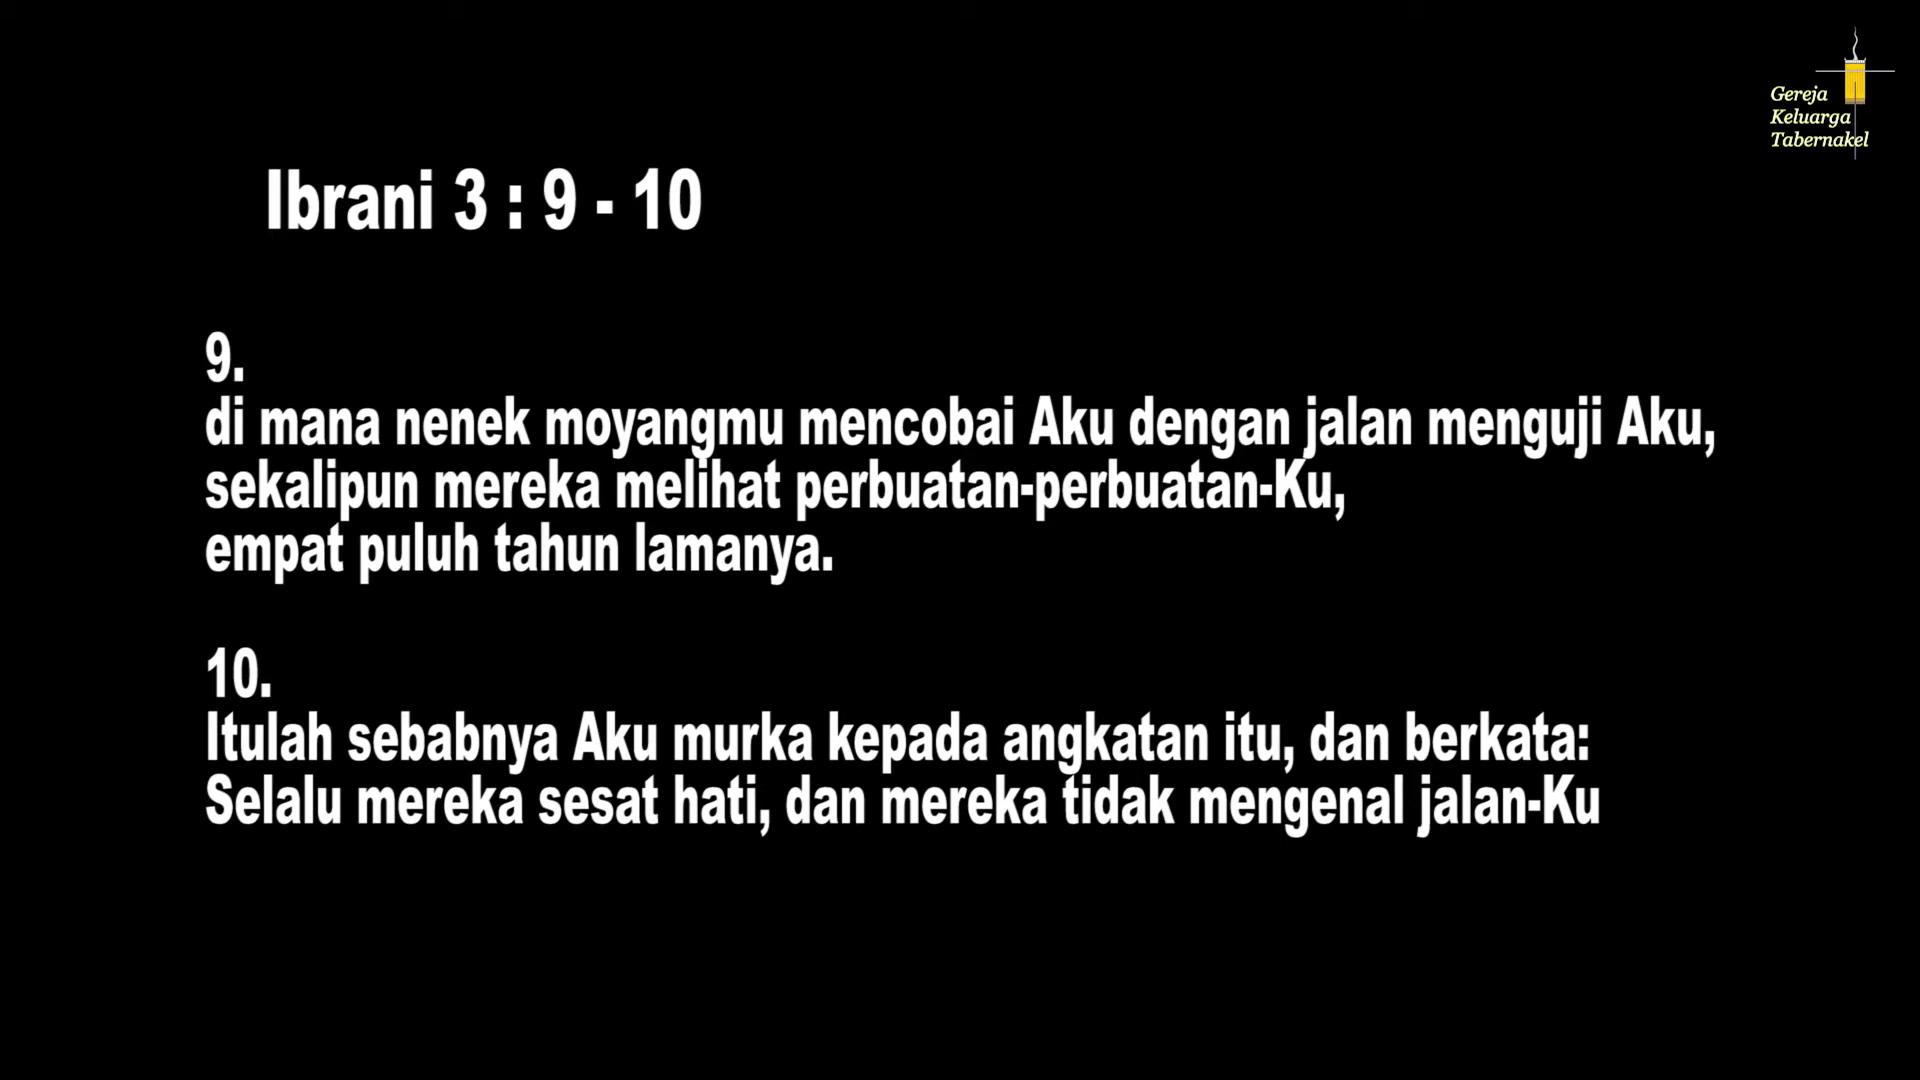 Gereja
Keluarga
Tabernakel
Ibrani 3 : 9 - 10
9.
di mana nenek moyangmu mencobai Aku dengan jalan menguji Aku,
sekalipun mereka melihat perbuatan-perbuatan-Ku,
empat puluh tahun lamanya.
10.
Itulah sebabnya Aku murka kepada angkatan itu, dan berkata:
Selalu mereka sesat hati, dan mereka tidak mengenal jalan-Ku